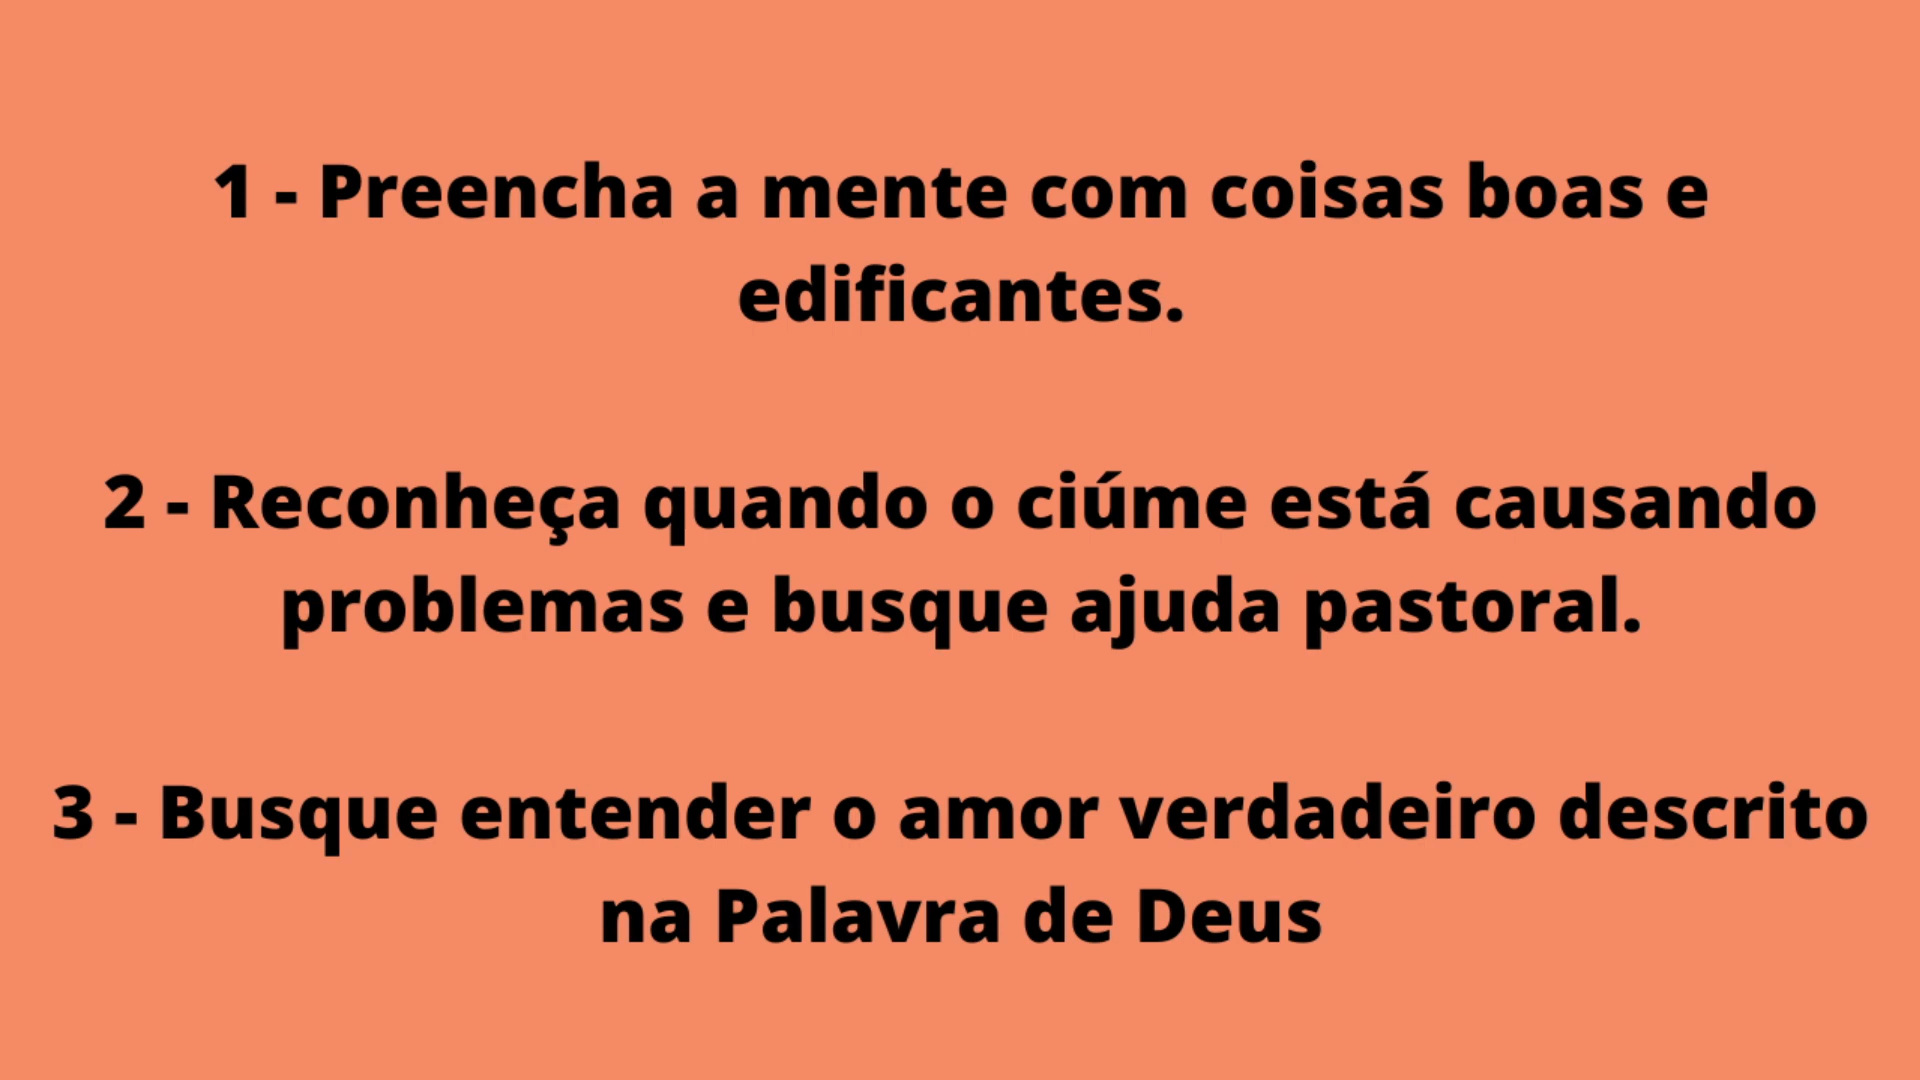 1 - Preencha a mente com coisas boas e
edificantes.
2 - Reconheça quando o ciúme está causando
problemas e busque ajuda pastoral.
3 - Busque entender o amor verdadeiro descrito
na Palavra de Deus